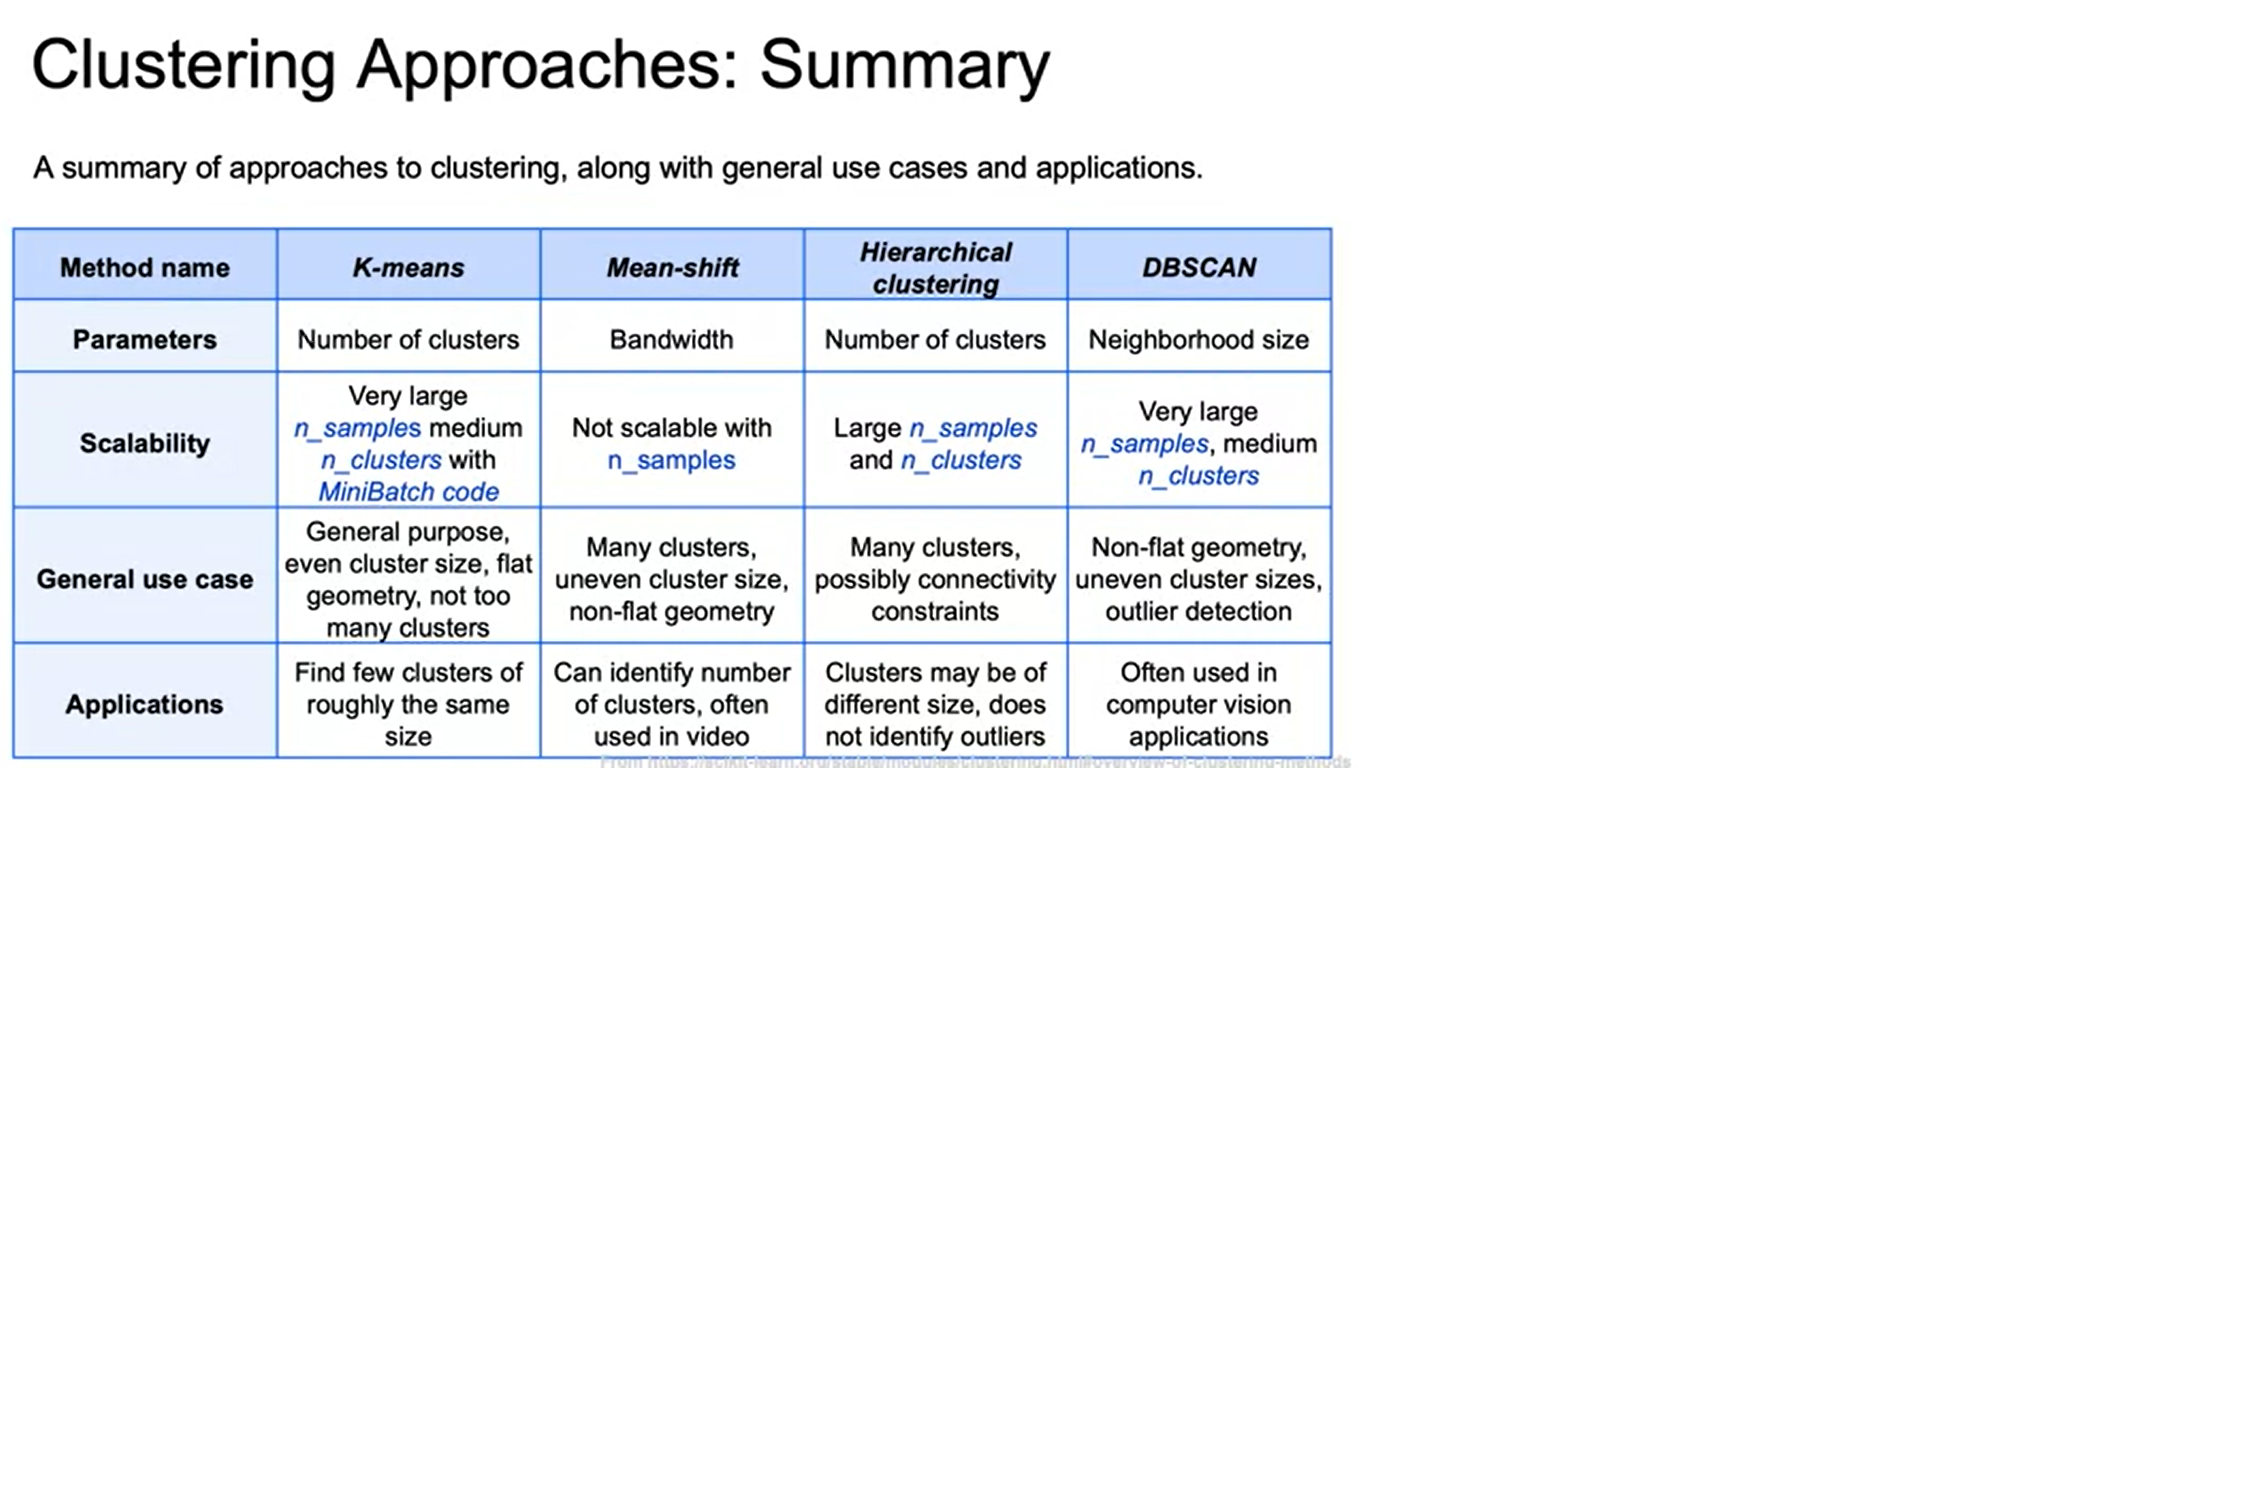 Clustering Approaches: Summary
A summary of approaches to clustering, along with general use cases and applications.
Method name K-means Mean-shift Hierarchical clustering DBSCAN
Parameters Number of clusters Bandwidth Number of clusters Neighborhood size
Scalability
Very large
n_samples medium
n_clusters with
MiniBatch code
Not scalable with
n_samples
Large n_samples
and n_clusters
Very large
n_samples, medium
n_clusters
General use case
General purpose,
even cluster size, flat
geometry, not too
many clusters
Many clusters,
uneven cluster size,
non-flat geometry
Many clusters,
possibly connectivity
constraints
Non-flat geometry,
uneven cluster sizes,
outlier detection
Applications
Find few clusters of
roughly the same
size
Can identify number
of clusters, often
used in video
Clusters may be of
different size, does
not identify outliers
Often used in
computer vision
applications
From https://scikit-learn.org/stable/modules/clustering.html#overview-of-clustering-methods